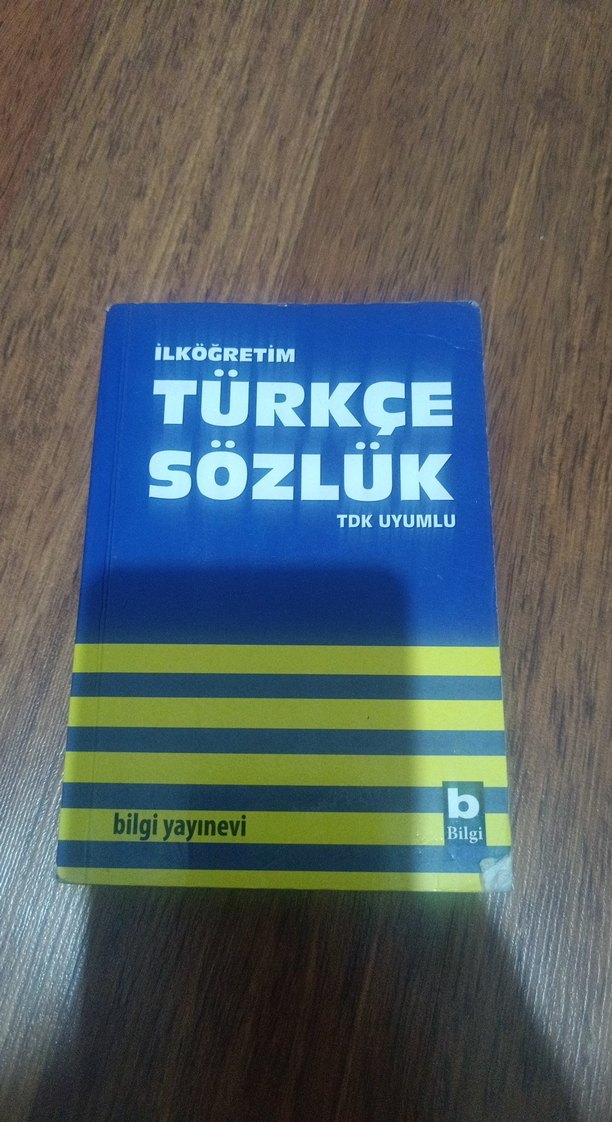 İLKÖĞRETİM
TÜRKÇE
SÖZLÜK
TDK UYUMLU
bilgi yayınevi
b
Bilgi